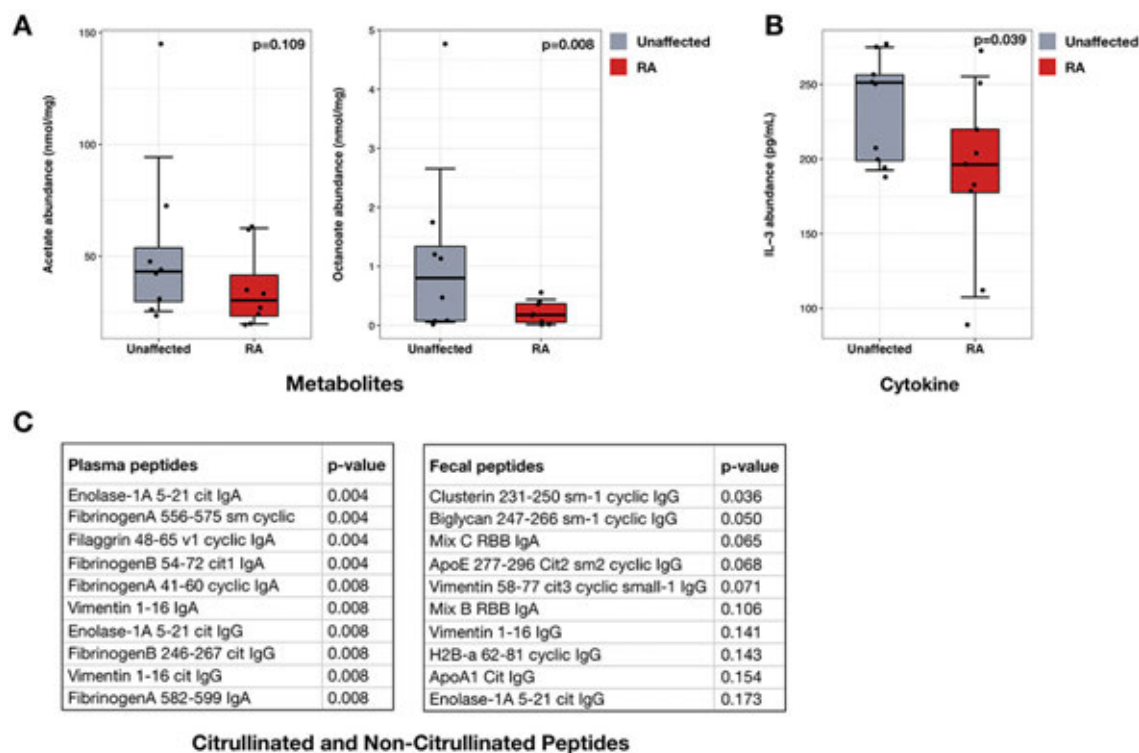 A
B
p=0.109
p=0.008
Unaffected
RA
p=0.039
Unaffected
RA
Acetate abundance (nmol/mg)
150
100
50
Unaffected RA
Octanoate abundance (nmol/mg)
5
4
3
2
1
0
Unaffected RA
Metabolites
IL-3 abundance (pg/mL)
250
200
150
100
Unaffected RA
Cytokine
C
Plasma peptides p-value
Enolase-1A 5-21 cit IgA 0.004
FibrinogenA 556-575 sm cyclic 0.004
Filaggrin 48-65 v1 cyclic IgA 0.004
FibrinogenB 54-72 cit1 IgA 0.004
FibrinogenA 41-60 cyclic IgA 0.008
Vimentin 1-16 IgA 0.008
Enolase-1A 5-21 cit IgG 0.008
FibrinogenB 246-267 cit IgG 0.008
Vimentin 1-16 cit IgG 0.008
FibrinogenA 582-599 IgA 0.008
Fecal peptides p-value
Clusterin 231-250 sm-1 cyclic IgG 0.036
Biglycan 247-266 sm-1 cyclic IgG 0.050
Mix C RBB IgA 0.065
ApoE 277-296 Cit2 sm2 cyclic IgG 0.068
Vimentin 58-77 cit3 cyclic small-1 IgG 0.071
Mix B RBB IgA 0.106
Vimentin 1-16 IgG 0.141
H2B-a 62-81 cyclic IgG 0.143
ApoA1 Cit IgG 0.154
Enolase-1A 5-21 cit IgG 0.173
Citrullinated and Non-Citrullinated Peptides